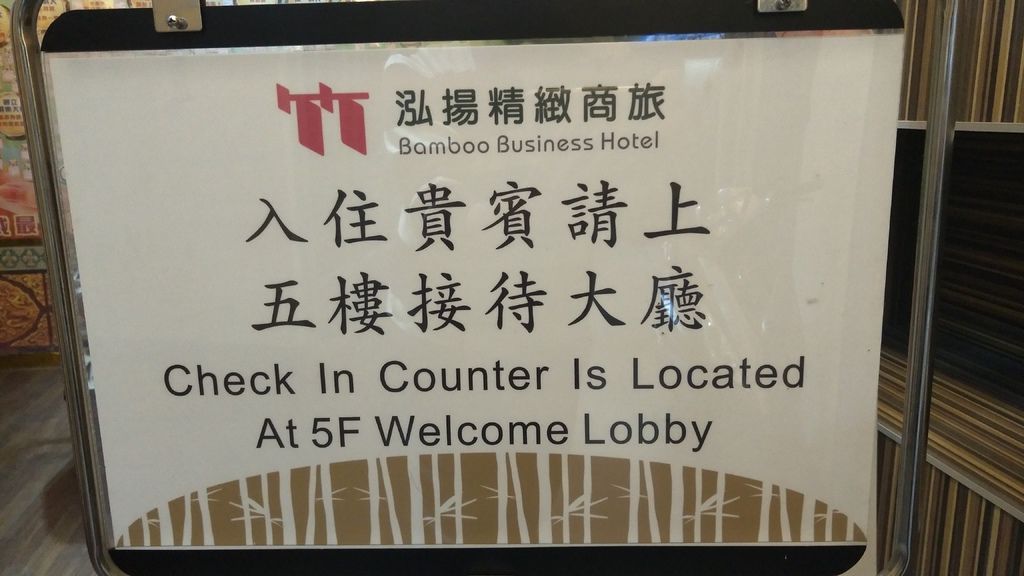 泓揚精緻商旅
Bamboo Business Hotel
入住貴賓請上
五樓接待大廳
Check In Counter Is Located
At 5F Welcome Lobby